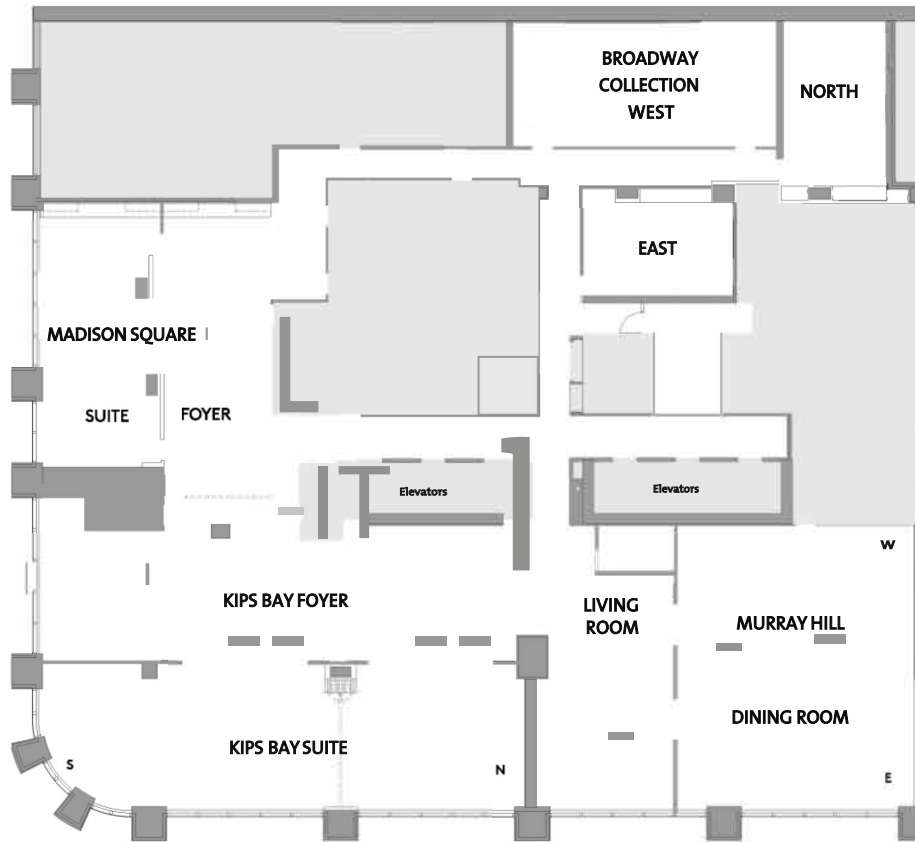 BROADWAY
COLLECTION
WEST
NORTH
EAST
MADISON SQUARE
SUITE
FOYER
Elevators
Elevators
W
KIPS BAY FOYER
LIVING
ROOM
MURRAY HILL
DINING ROOM
KIPS BAY SUITE
S
N
E